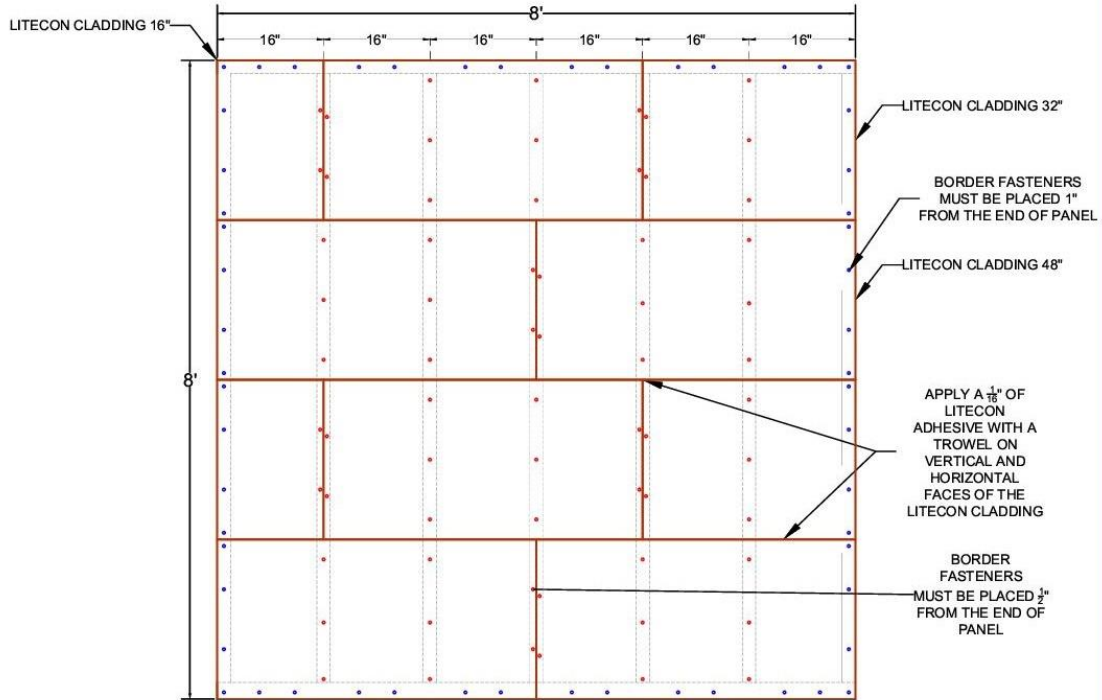 8'
LITECON CLADDING 16"
16"
16"
16"
16"
16"
16"
LITECON CLADDING 32"
BORDER FASTENERS
MUST BE PLACED 1"
FROM THE END OF PANEL
LITECON CLADDING 48"
8'
APPLY A 1/16" OF
LITECON
ADHESIVE WITH A
TROWEL ON
VERTICAL AND
HORIZONTAL
FACES OF THE
LITECON CLADDING
BORDER
FASTENERS
MUST BE PLACED 1/2"
FROM THE END OF
PANEL